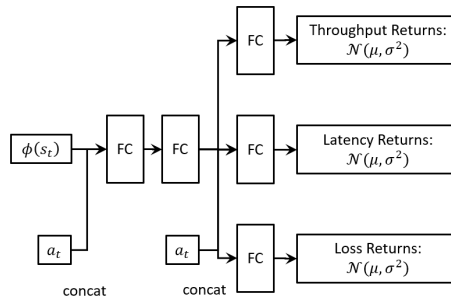 Throughput Returns:
𝒩(μ, σ²)
FC
ϕ(sₜ)
FC
FC
FC
Latency Returns:
𝒩(μ, σ²)
aₜ
aₜ
FC
Loss Returns:
𝒩(μ, σ²)
concat
concat